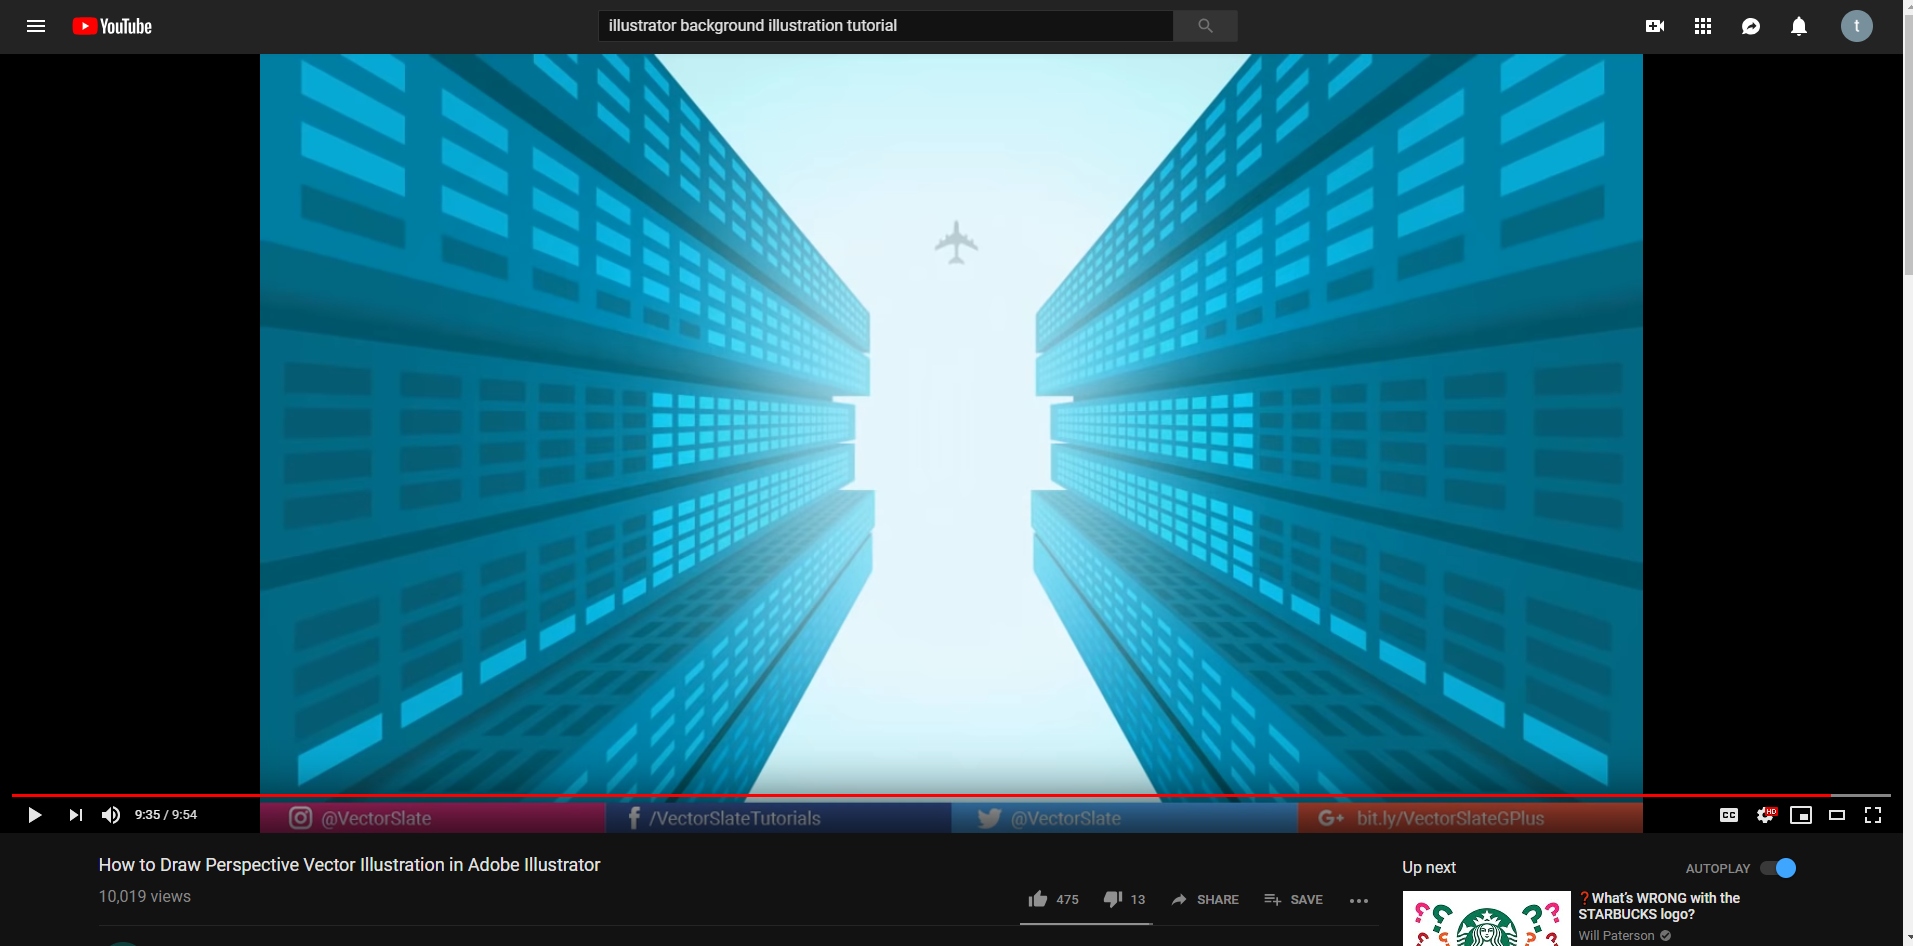 YouTube
illustrator background illustration tutorial
t
9:35 / 9:54
CC
HD
@VectorSlate
/VectorSlateTutorials
@VectorSlate
G+ bit.ly/VectorSlateGPlus
How to Draw Perspective Vector Illustration in Adobe Illustrator
10,019 views
475
13
SHARE
SAVE
Up next
AUTOPLAY
❓What's WRONG with the
STARBUCKS logo?
Will Paterson